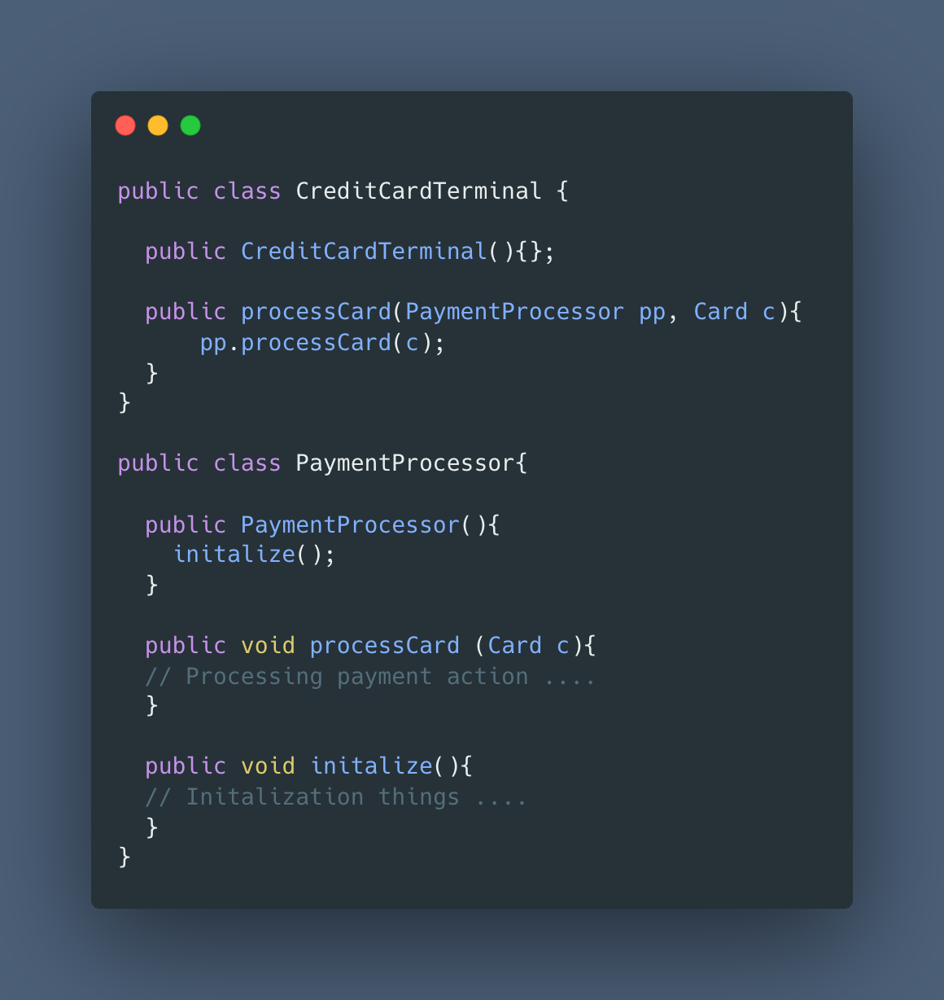 public class CreditCardTerminal {
public CreditCardTerminal(){};
public processCard(PaymentProcessor pp, Card c){
pp.processCard(c);
}
}
public class PaymentProcessor{
public PaymentProcessor(){
initalize();
}
public void processCard (Card c){
// Processing payment action ....
}
public void initalize(){
// Initalization things ....
}
}